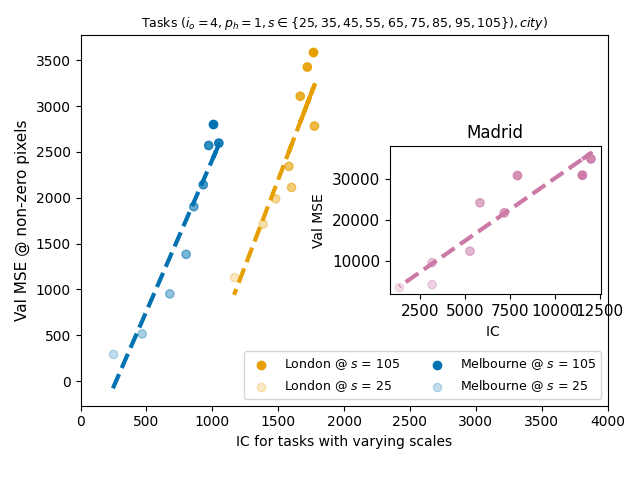 Tasks (i_o = 4, p_h = 1, s ∈ {25, 35, 45, 55, 65, 75, 85, 95, 105}), city)
Val MSE @ non-zero pixels
3500
3000
2500
2000
1500
1000
500
0
0 500 1000 1500 2000 2500 3000 3500 4000
IC for tasks with varying scales
Madrid
Val MSE
30000
20000
10000
2500 5000 7500 10000 12500
IC
London @ s = 105
London @ s = 25
Melbourne @ s = 105
Melbourne @ s = 25